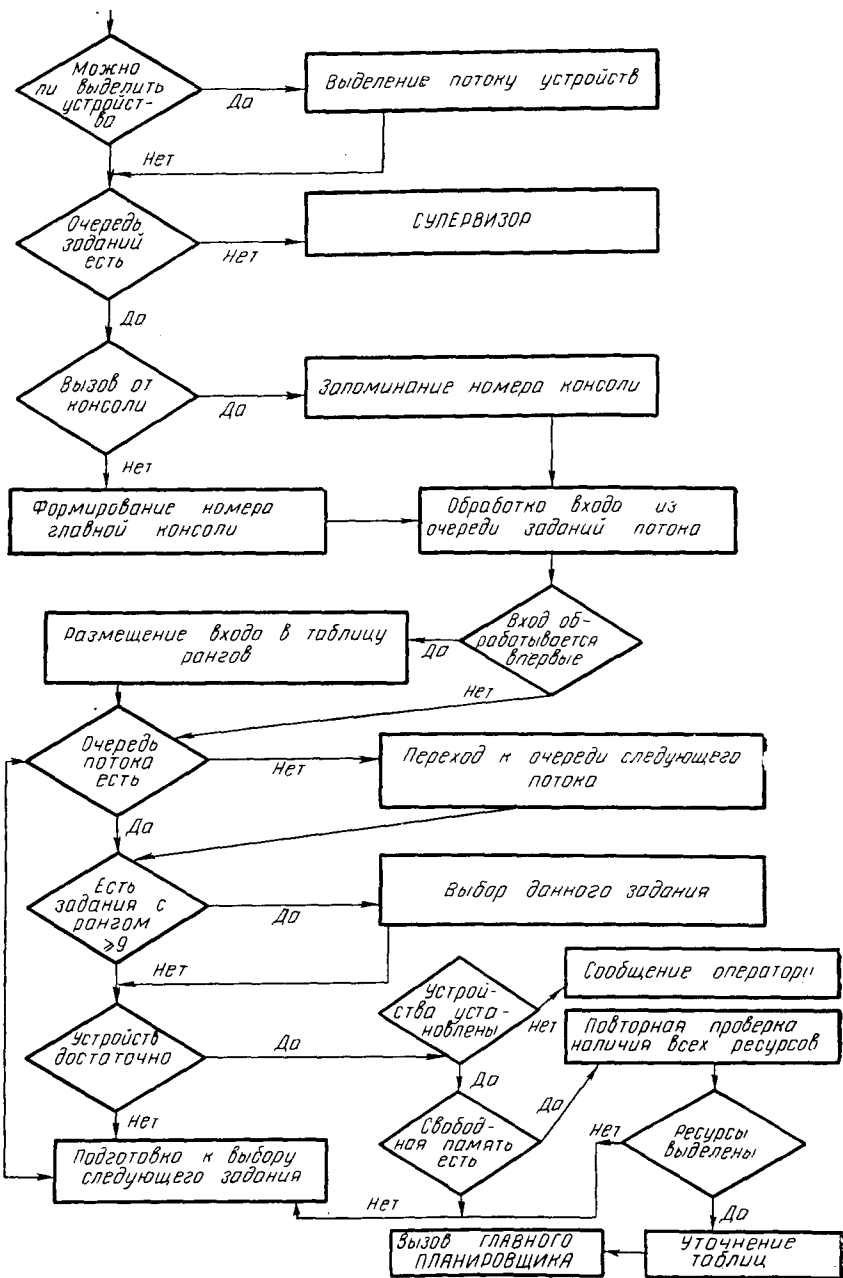 Можно
ли выделить
устройст-
ва
Да
Выделение потоку устройств
Нет
Очередь
заданий
есть
Нет
СУПЕРВИЗОР
Да
Вызов от
консоли
Да
Запоминание номера консоли
Нет
Формирование номера
главной консоли
Обработка входа из
очереди заданий потока
Вход об-
рабатывается
впервые
Да
Размещение входа в таблицу
рангов
Нет
Очередь
потока
есть
Нет
Переход к очереди следующего
потока
Да
Есть
задания с
рангом
≥9
Да
Выбор данного задания
Нет
Устройств
достаточно
Да
Устрой-
ства уста-
новлены
нет
Сообщение оператору
Повторная проверка
наличия всех ресурсов
Да
Нет
Свобод-
ная память
есть
Да
нет
Ресурсы
выделены
Подготовка к выбору
следующего задания
Нет
Да
Вызов ГЛАВНОГО
ПЛАНИРОВЩИКА
Уточнение
таблиц